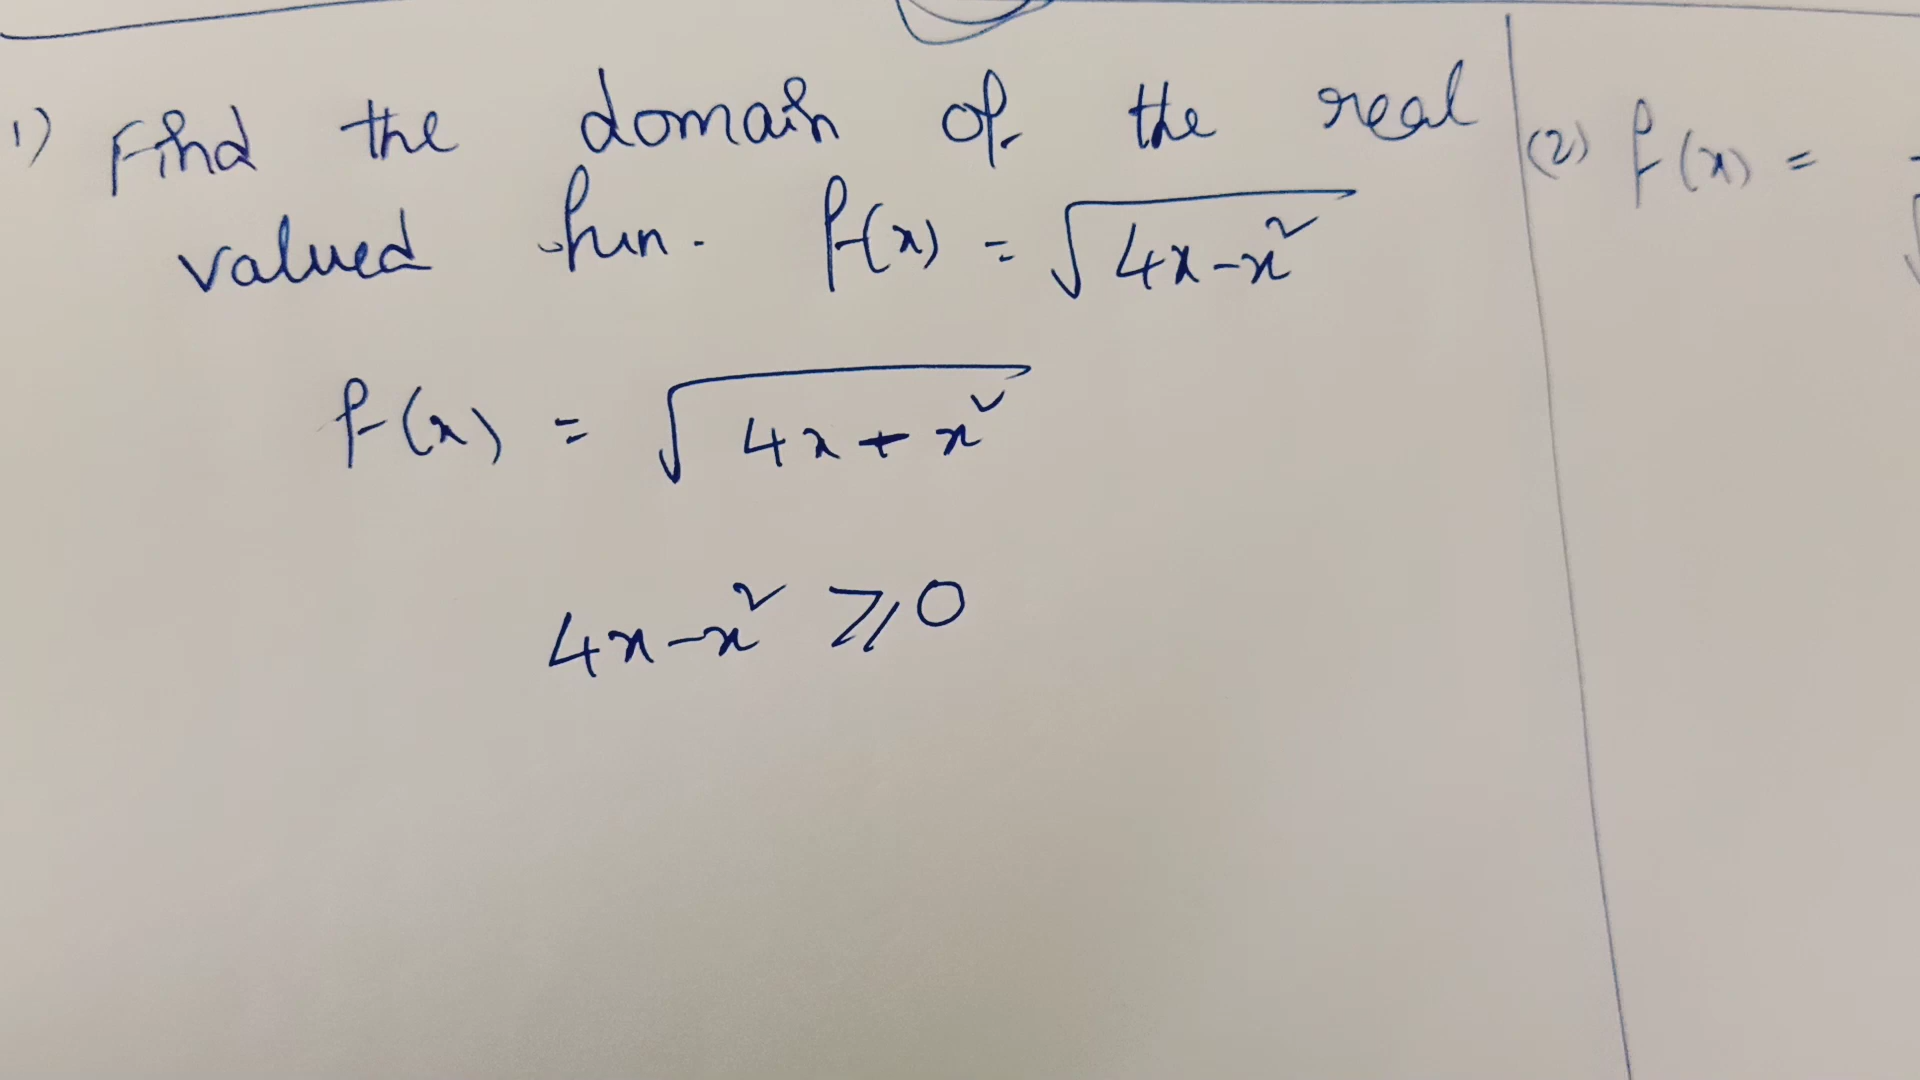 1) Find the domain of the real
valued fun. f(x) = √4x-x²
f(x) = √4x+x²
4x-x² ≥ 0
(2) f(x) =